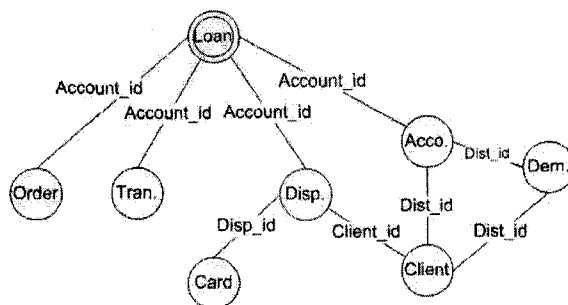 Loan
Account_id
Account_id
Account_id
Account_id
Order
Tran.
Disp.
Acco.
Dist_id
Dem.
Disp_id
Client_id
Dist_id
Dist_id
Card
Client